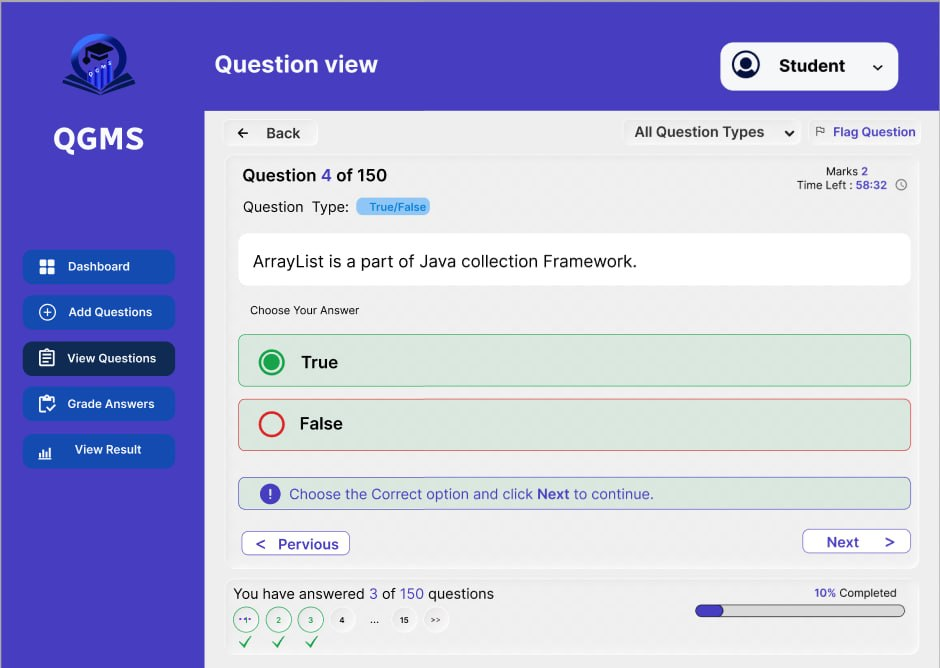 QGMS
QGMS
Question view
Student
Back
All Question Types
Flag Question
Question 4 of 150
Marks 2
Time Left : 58:32
Question Type: True/False
ArrayList is a part of Java collection Framework.
Choose Your Answer
True
False
! Choose the Correct option and click Next to continue.
< Pervious
Next >
You have answered 3 of 150 questions
10% Completed
1 2 3 4 ... 15 >>
Dashboard
Add Questions
View Questions
Grade Answers
View Result